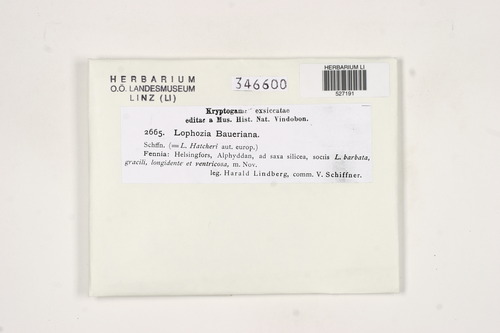 HERBARIUM
O.Ö. LANDESMUSEUM
LINZ (LI)
346600
HERBARIUM LI
527191
Kryptogamae exsiccatae
editae a Mus. Hist. Nat. Vindobon.
2665. Lophozia Baueriana.
Schffn. (= L. Hatcheri aut. europ.)
Fennia: Helsingfors, Alphyddan, ad saxa silicea, sociis L. barbata,
gracili, longidente et ventricosa, m. Nov.
leg. Harald Lindberg, comm. V. Schiffner.